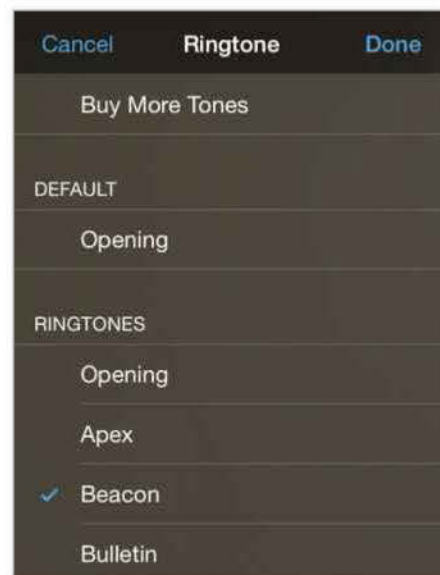 Cancel Ringtone Done
Buy More Tones
DEFAULT
Opening
RINGTONES
Opening
Apex
Beacon
Bulletin